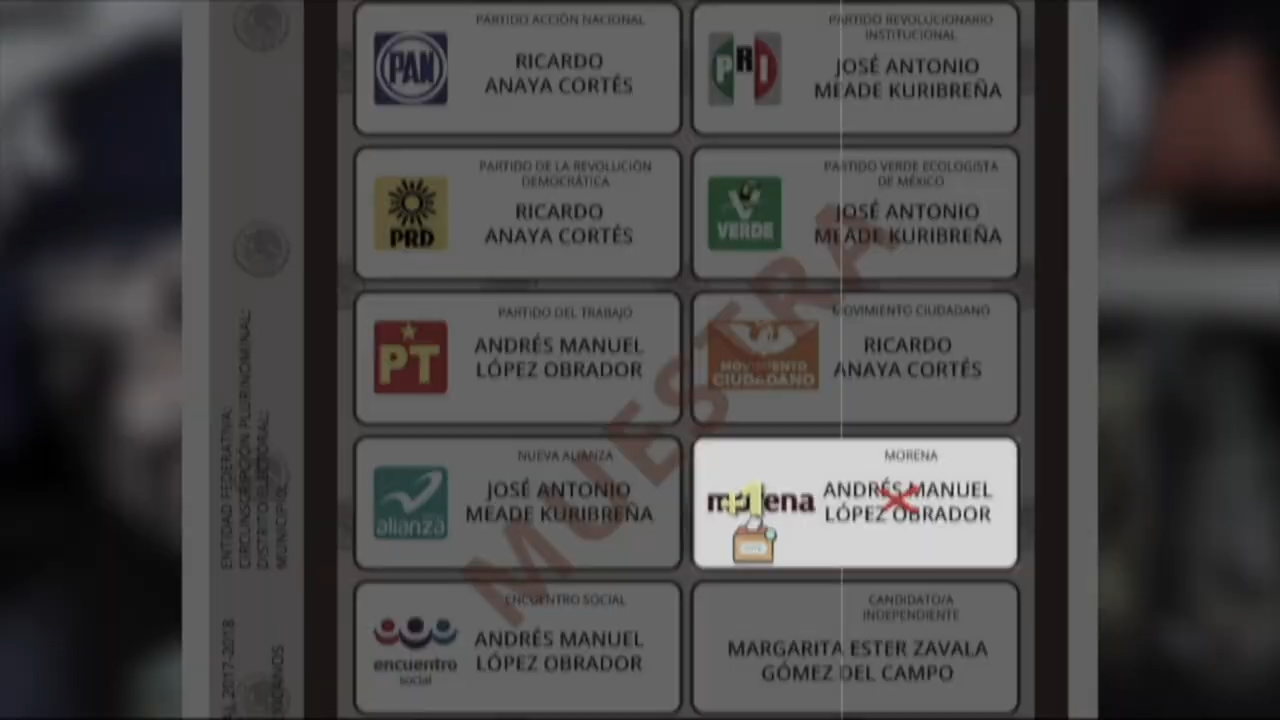 PARTIDO ACCIÓN NACIONAL
PAN
RICARDO
ANAYA CORTÉS
PARTIDO REVOLUCIONARIO
INSTITUCIONAL
PRI
JOSÉ ANTONIO
MEADE KURIBREÑA
PARTIDO DE LA REVOLUCIÓN
DEMOCRÁTICA
PRD
RICARDO
ANAYA CORTÉS
PARTIDO VERDE ECOLOGISTA
DE MÉXICO
VERDE
JOSÉ ANTONIO
MEADE KURIBREÑA
PARTIDO DEL TRABAJO
PT
ANDRÉS MANUEL
LÓPEZ OBRADOR
MOVIMIENTO CIUDADANO
MOVIMIENTO
CIUDADANO
RICARDO
ANAYA CORTÉS
NUEVA ALIANZA
alianza
JOSÉ ANTONIO
MEADE KURIBREÑA
MORENA
morena
ANDRÉS MANUEL
LÓPEZ OBRADOR
ENCUENTRO SOCIAL
encuentro
social
ANDRÉS MANUEL
LÓPEZ OBRADOR
CANDIDATO/A
INDEPENDIENTE
MARGARITA ESTER ZAVALA
GÓMEZ DEL CAMPO
MUESTRA
ENTIDAD FEDERATIVA:
CIRCUNSCRIPCIÓN PLURINOMINAL:
DISTRITO ELECTORAL:
MUNICIPIO
2017-2018